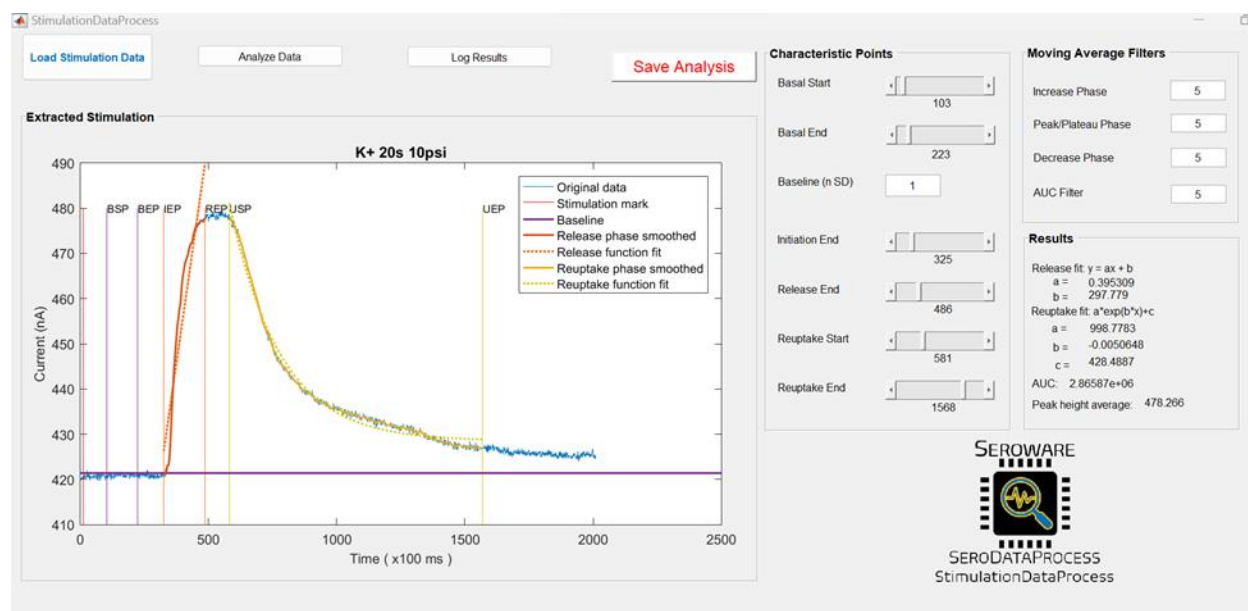 StimulationDataProcess
Load Stimulation Data
Analyze Data
Log Results
Save Analysis
Extracted Stimulation
K+ 20s 10psi
490
480
470
460
450
440
430
420
410
Current (nA)
BSP BEP IEP REP USP UEP
Original data
Stimulation mark
Baseline
Release phase smoothed
Release function fit
Reuptake phase smoothed
Reuptake function fit
0 500 1000 1500 2000 2500
Time ( x100 ms )
Characteristic Points
Basal Start
103
Basal End
223
Baseline (n SD) 1
Initiation End
325
Release End
486
Reuptake Start
581
Reuptake End
1568
Moving Average Filters
Increase Phase 5
Peak/Plateau Phase 5
Decrease Phase 5
AUC Filter 5
Results
Release fit: y = ax + b
a = 0.395309
b = 297.779
Reuptake fit: a*exp(b*x)+c
a = 998.7783
b = -0.0050648
c = 428.4887
AUC: 2.86587e+06
Peak height average: 478.266
SEROWARE
SERODATAPROCESS
StimulationDataProcess